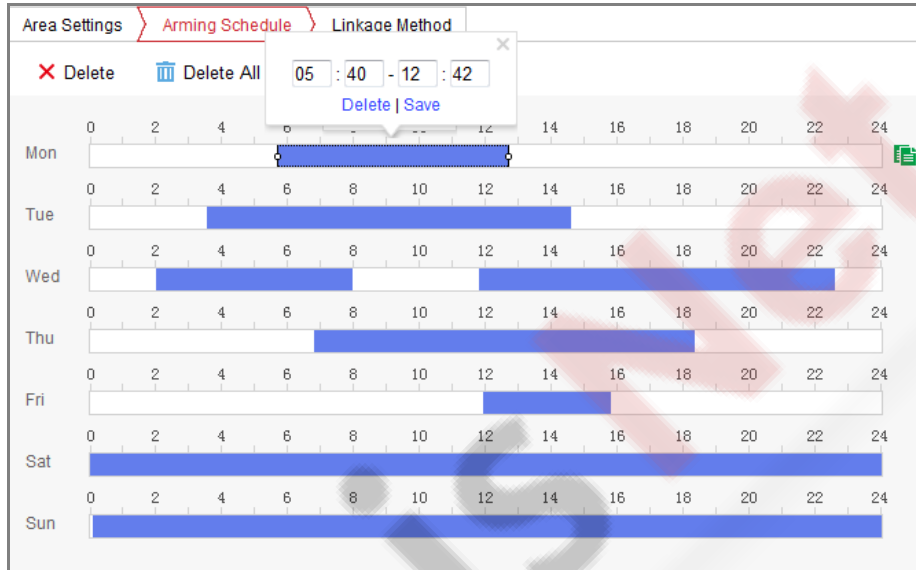 Area Settings Arming Schedule Linkage Method
Delete Delete All
05 : 40 - 12 : 42
Delete | Save
0 2 4 6 8 12 14 16 18 20 22 24
Mon
0 2 4 6 8 10 12 14 16 18 20 22 24
Tue
0 2 4 6 8 10 12 14 16 18 20 22 24
Wed
0 2 4 6 8 10 12 14 16 18 20 22 24
Thu
0 2 4 6 8 10 12 14 16 18 20 22 24
Fri
0 2 4 6 8 10 12 14 16 18 20 22 24
Sat
0 2 4 6 8 10 12 14 16 18 20 22 24
Sun
isNet